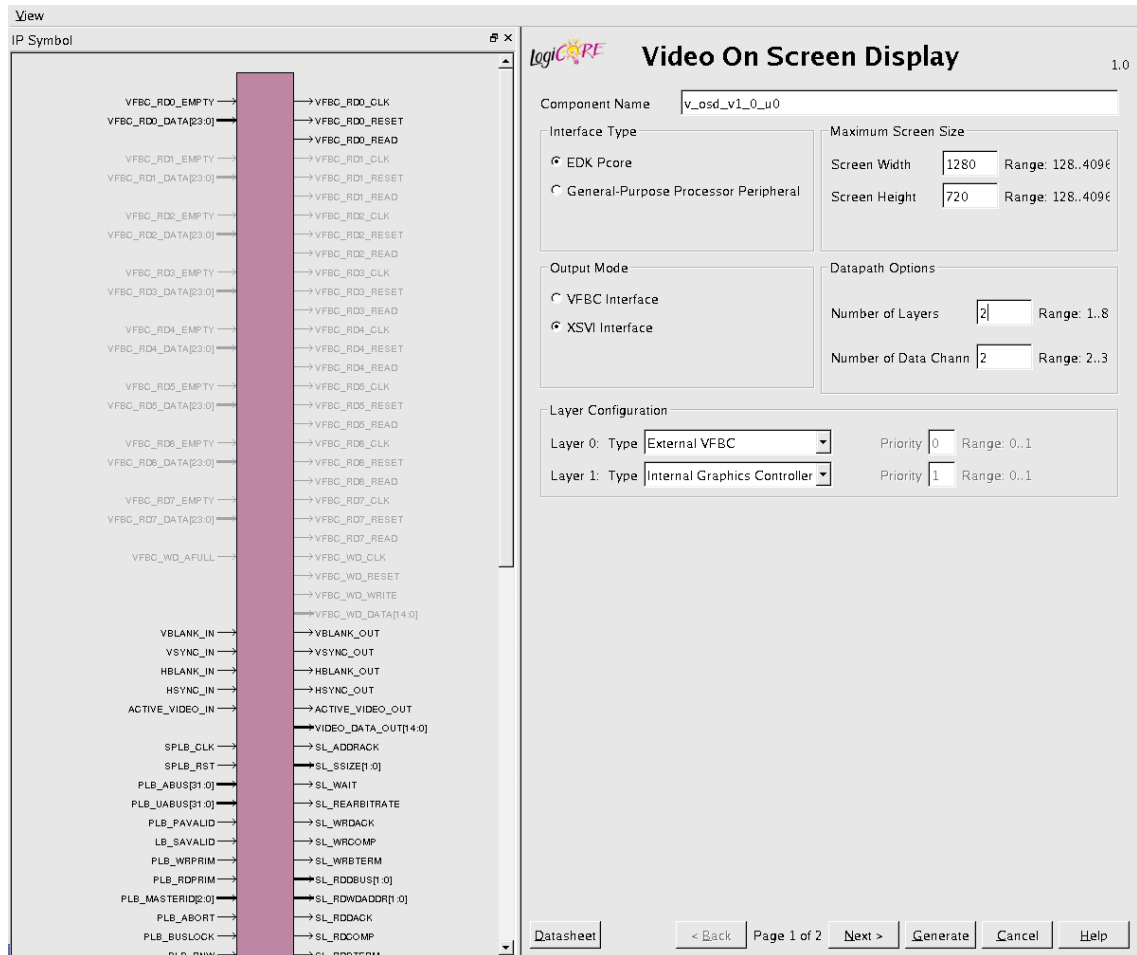 View
IP Symbol
VFBC_RD0_EMPTY VFBC_RD0_CLK
VFBC_RD0_DATA[23:0] VFBC_RD0_RESET
VFBC_RD0_READ
VFBC_RD1_EMPTY VFBC_RD1_CLK
VFBC_RD1_DATA[23:0] VFBC_RD1_RESET
VFBC_RD1_READ
VFBC_RD2_EMPTY VFBC_RD2_CLK
VFBC_RD2_DATA[23:0] VFBC_RD2_RESET
VFBC_RD2_READ
VFBC_RD3_EMPTY VFBC_RD3_CLK
VFBC_RD3_DATA[23:0] VFBC_RD3_RESET
VFBC_RD3_READ
VFBC_RD4_EMPTY VFBC_RD4_CLK
VFBC_RD4_DATA[23:0] VFBC_RD4_RESET
VFBC_RD4_READ
VFBC_RD5_EMPTY VFBC_RD5_CLK
VFBC_RD5_DATA[23:0] VFBC_RD5_RESET
VFBC_RD5_READ
VFBC_RD6_EMPTY VFBC_RD6_CLK
VFBC_RD6_DATA[23:0] VFBC_RD6_RESET
VFBC_RD6_READ
VFBC_RD7_EMPTY VFBC_RD7_CLK
VFBC_RD7_DATA[23:0] VFBC_RD7_RESET
VFBC_RD7_READ
VFBC_WD_AFULL VFBC_WD_CLK
VFBC_WD_RESET
VFBC_WD_WRITE
VFBC_WD_DATA[14:0]
VBLANK_IN VBLANK_OUT
VSYNC_IN VSYNC_OUT
HBLANK_IN HBLANK_OUT
HSYNC_IN HSYNC_OUT
ACTIVE_VIDEO_IN ACTIVE_VIDEO_OUT
VIDEO_DATA_OUT[14:0]
SPLB_CLK SL_ADDRACK
SPLB_RST SL_SSIZE[1:0]
PLB_ABUS[31:0] SL_WAIT
PLB_UABUS[31:0] SL_REARBITRATE
PLB_PAVALID SL_WRDACK
LB_SAVALID SL_WRCOMP
PLB_WRPRIM SL_WRBTERM
PLB_RDPRIM SL_RDDBUS[1:0]
PLB_MASTERID[2:0] SL_RDWDADDR[1:0]
PLB_ABORT SL_RDDACK
PLB_BUSLOCK SL_RDCOMP
LogiCORE
Video On Screen Display
1.0
Component Name v_osd_v1_0_u0
Interface Type
EDK Pcore
General-Purpose Processor Peripheral
Maximum Screen Size
Screen Width 1280 Range: 128..4096
Screen Height 720 Range: 128..4096
Output Mode
VFBC Interface
XSVI Interface
Datapath Options
Number of Layers 2 Range: 1..8
Number of Data Chann 2 Range: 2..3
Layer Configuration
Layer 0: Type External VFBC Priority 0 Range: 0..1
Layer 1: Type Internal Graphics Controller Priority 1 Range: 0..1
Datasheet < Back Page 1 of 2 Next > Generate Cancel Help